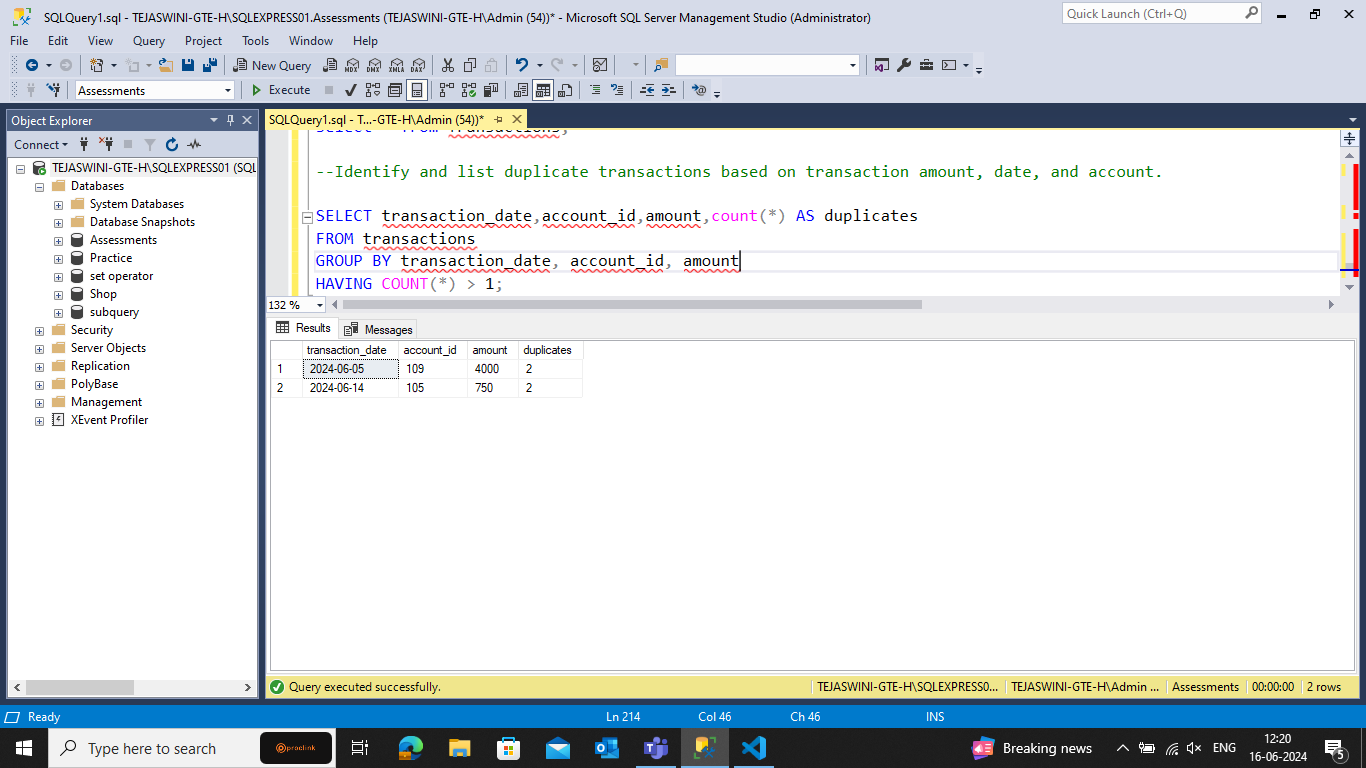 SQLQuery1.sql - TEJASWINI-GTE-H\SQLEXPRESS01.Assessments (TEJASWINI-GTE-H\Admin (54))* - Microsoft SQL Server Management Studio (Administrator)
Quick Launch (Ctrl+Q)
File Edit View Query Project Tools Window Help
New Query
MDX DMX XMLA DAX
Assessments
Execute
Object Explorer
SQLQuery1.sql - T...-GTE-H\Admin (54))*
Connect
TEJASWINI-GTE-H\SQLEXPRESS01 (SQL
Databases
System Databases
Database Snapshots
Assessments
Practice
set operator
Shop
subquery
Security
Server Objects
Replication
PolyBase
Management
XEvent Profiler
--Identify and list duplicate transactions based on transaction amount, date, and account.
SELECT transaction_date,account_id,amount,count(*) AS duplicates
FROM transactions
GROUP BY transaction_date, account_id, amount
HAVING COUNT(*) > 1;
132 %
Results Messages
transaction_date account_id amount duplicates
1 2024-06-05 109 4000 2
2 2024-06-14 105 750 2
Query executed successfully.
TEJASWINI-GTE-H\SQLEXPRESS0... TEJASWINI-GTE-H\Admin ... Assessments 00:00:00 2 rows
Ready
Ln 214 Col 46 Ch 46 INS
Type here to search
proclink
Breaking news
ENG
12:20
16-06-2024
5